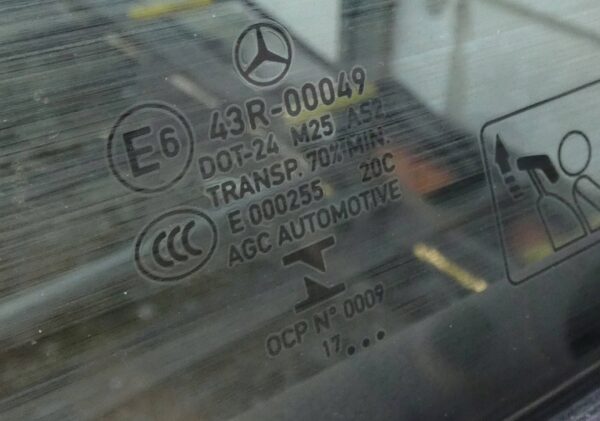 43R-00049
E6 DOT-24 M25 AS2
TRANSP. 70% MIN.
CCC E 000255 20C
AGC AUTOMOTIVE
OCP N° 0009
17...